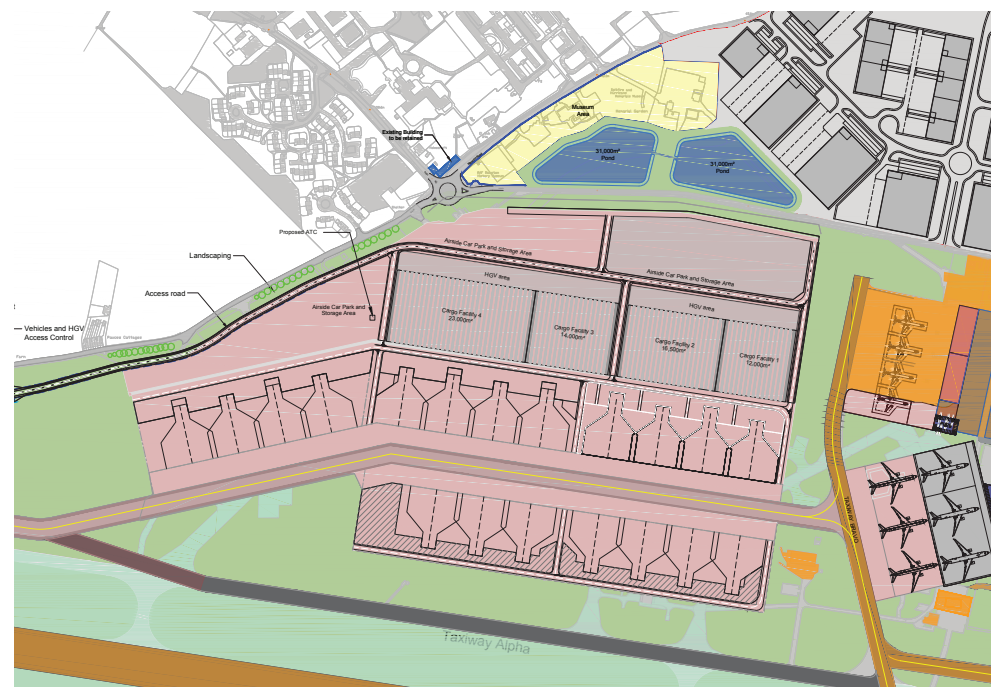 Museum
Area
Existing Building
to be retained
31,000m²
Pond
31,000m²
Pond
Proposed ATC
Landscaping
Airside Car Park and Storage Area
Airside Car Park and Storage Area
HGV area
HGV area
Access road
Airside Car Park and
Storage Area
Cargo Facility 4
23,000m²
Cargo Facility 3
14,000m²
Cargo Facility 2
16,500m²
Cargo Facility 1
12,000m²
Vehicles and HGV
Access Control
Taxiway Alpha